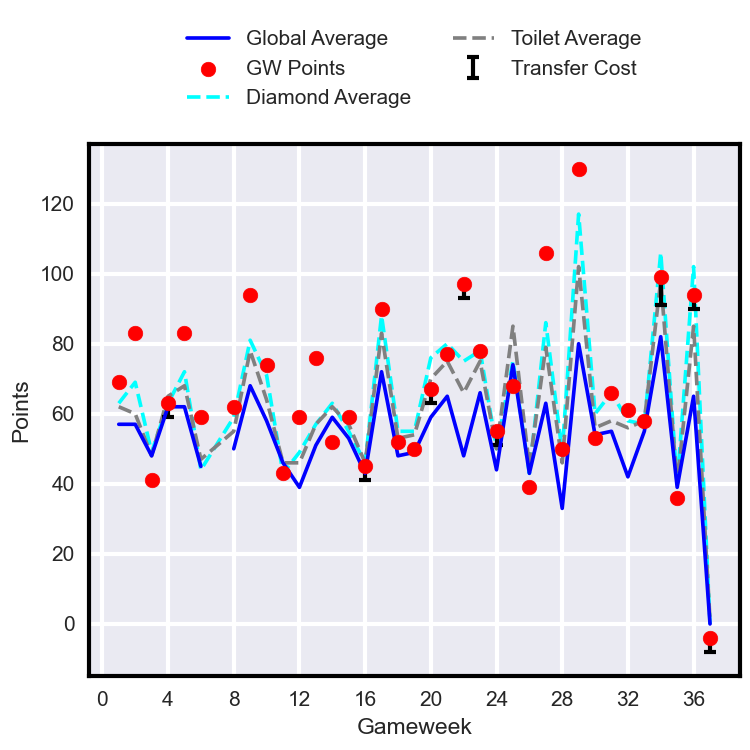 Global Average
GW Points
Diamond Average
Toilet Average
Transfer Cost
120
100
80
60
40
20
0
Points
0 4 8 12 16 20 24 28 32 36
Gameweek